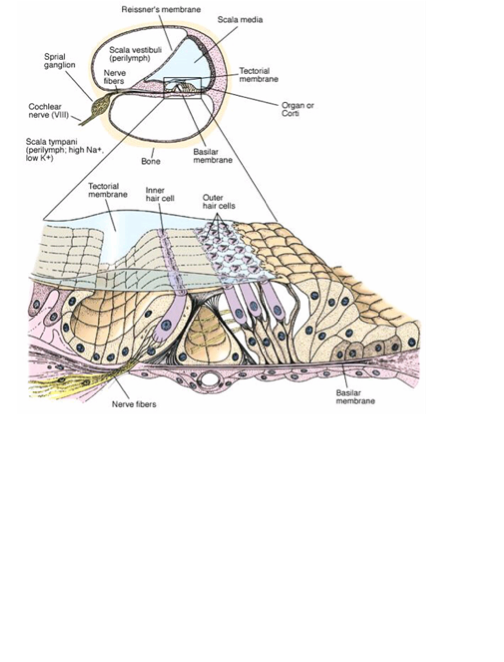 Reissner's membrane
Scala media
Scala vestibuli
(perilymph)
Sprial
ganglion
Nerve
fibers
Tectorial
membrane
Cochlear
nerve (VIII)
Organ or
Corti
Scala tympani
(perilymph; high Na+,
low K+)
Bone
Basilar
membrane
Tectorial
membrane
Inner
hair cell
Outer
hair cells
Nerve fibers
Basilar
membrane